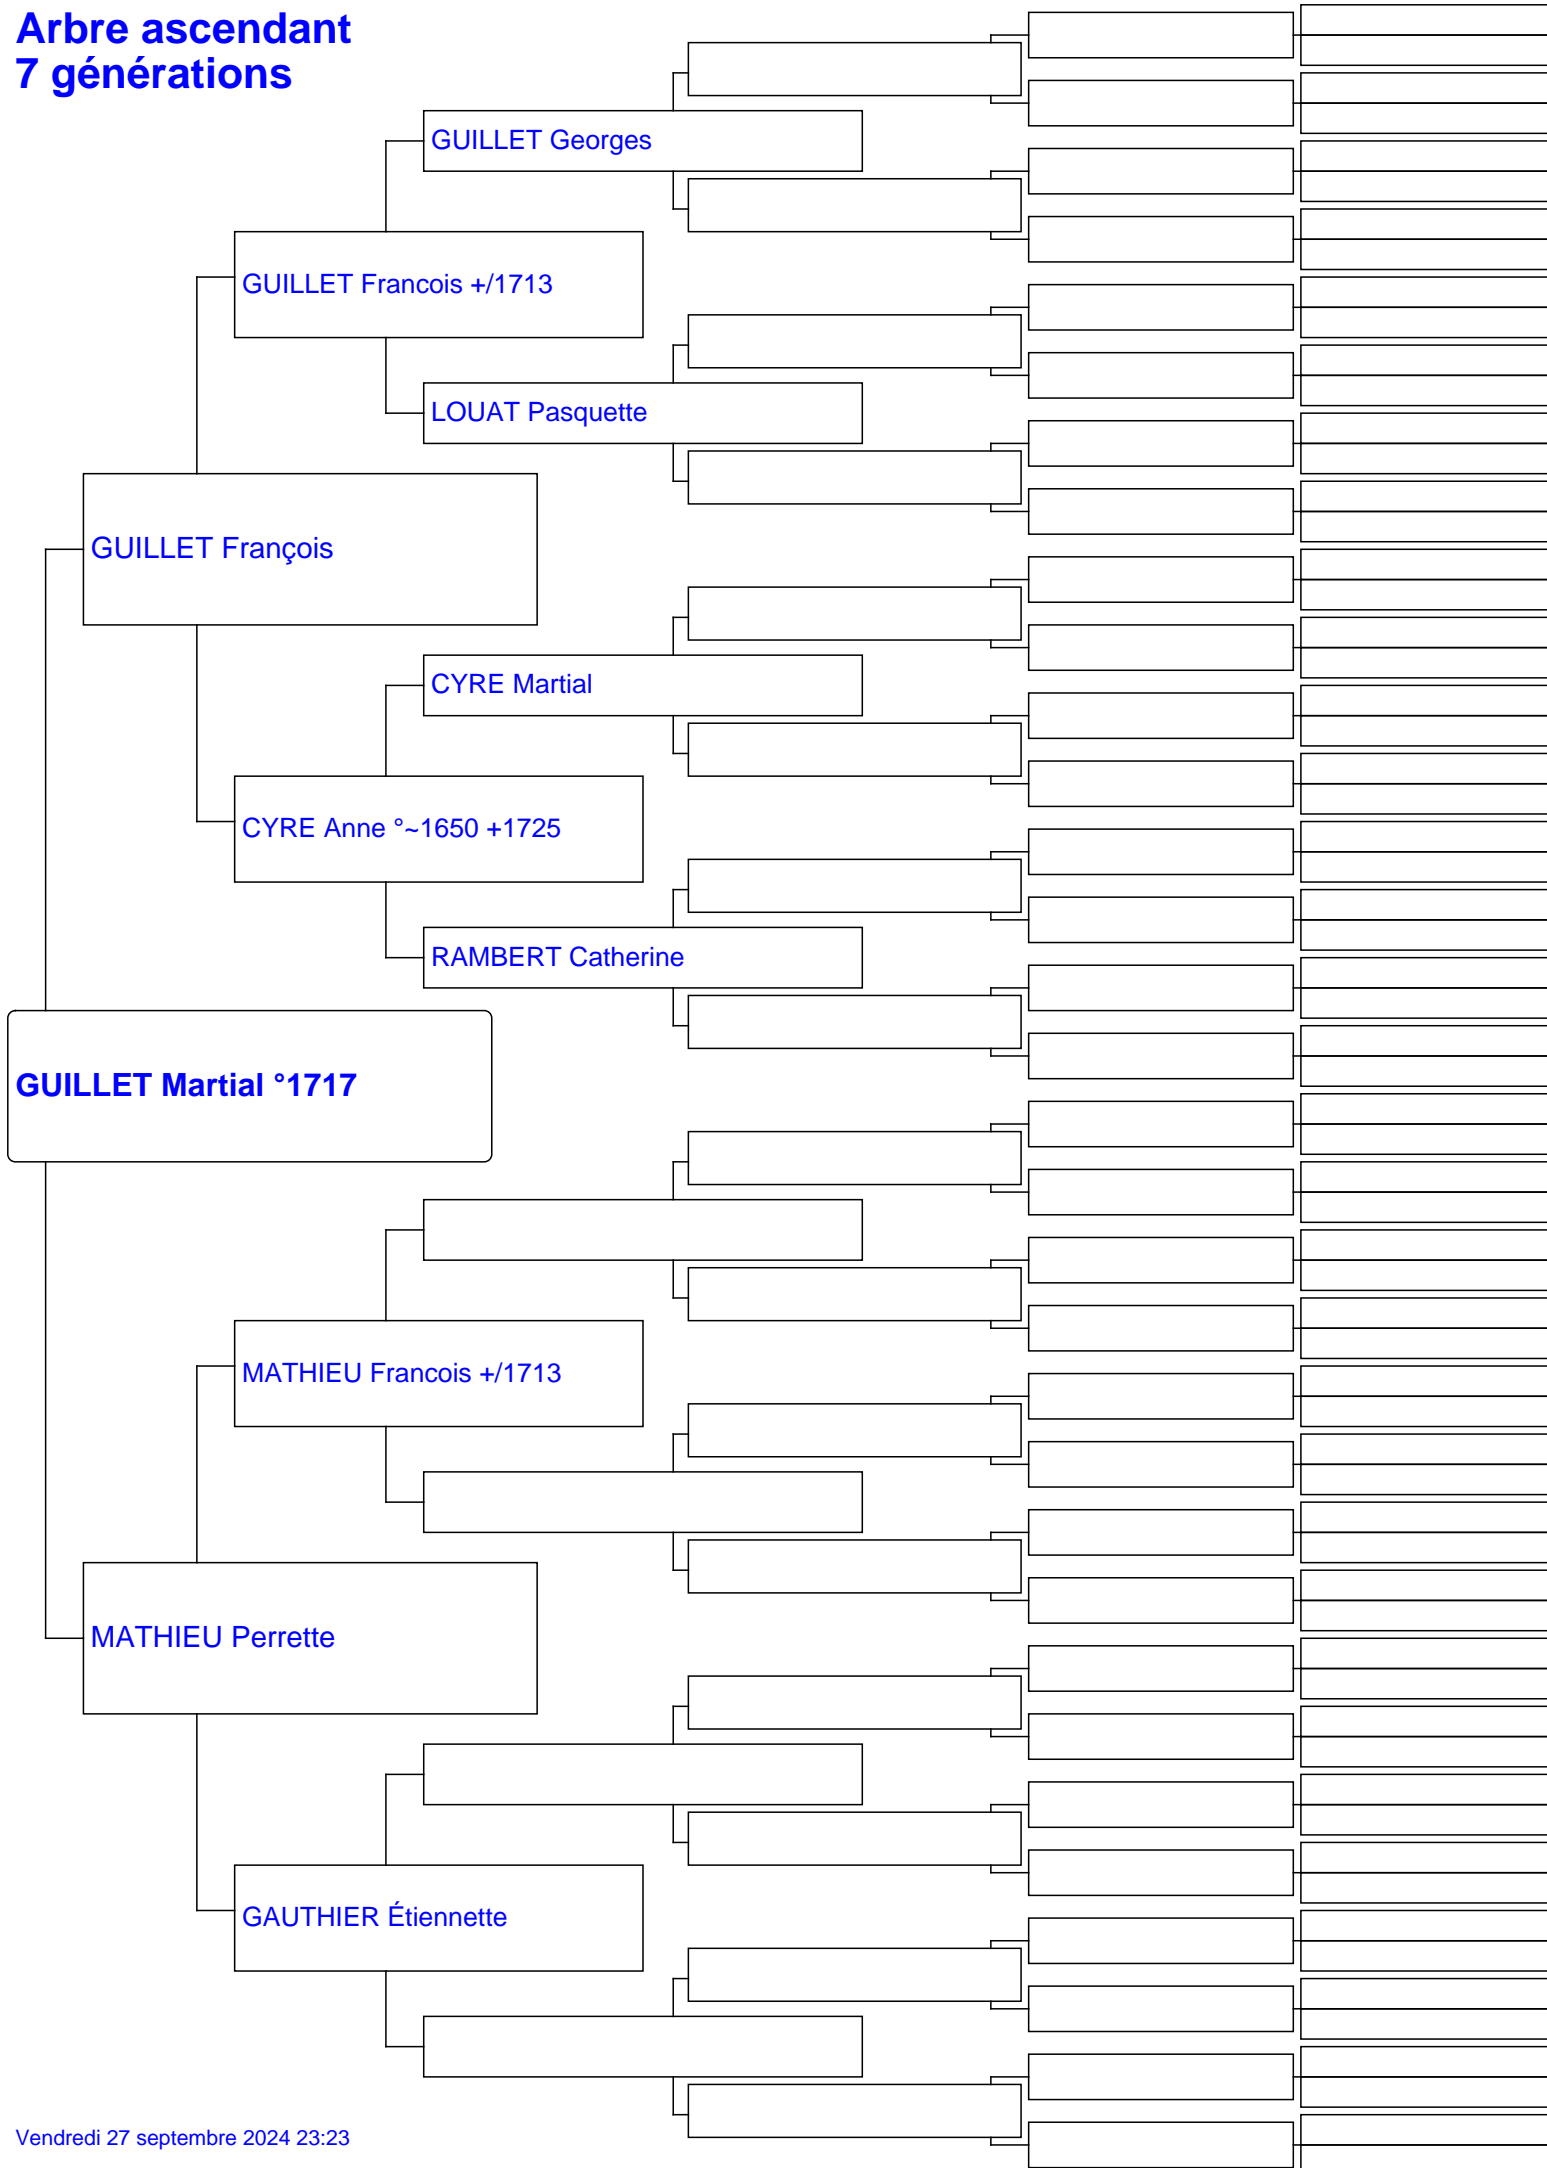 Arbre ascendant
7 générations
GUILLET Georges
GUILLET Francois +/1713
LOUAT Pasquette
GUILLET François
CYRE Martial
CYRE Anne °~1650 +1725
RAMBERT Catherine
GUILLET Martial °1717
MATHIEU Francois +/1713
MATHIEU Perrette
GAUTHIER Étiennette
Vendredi 27 septembre 2024 23:23